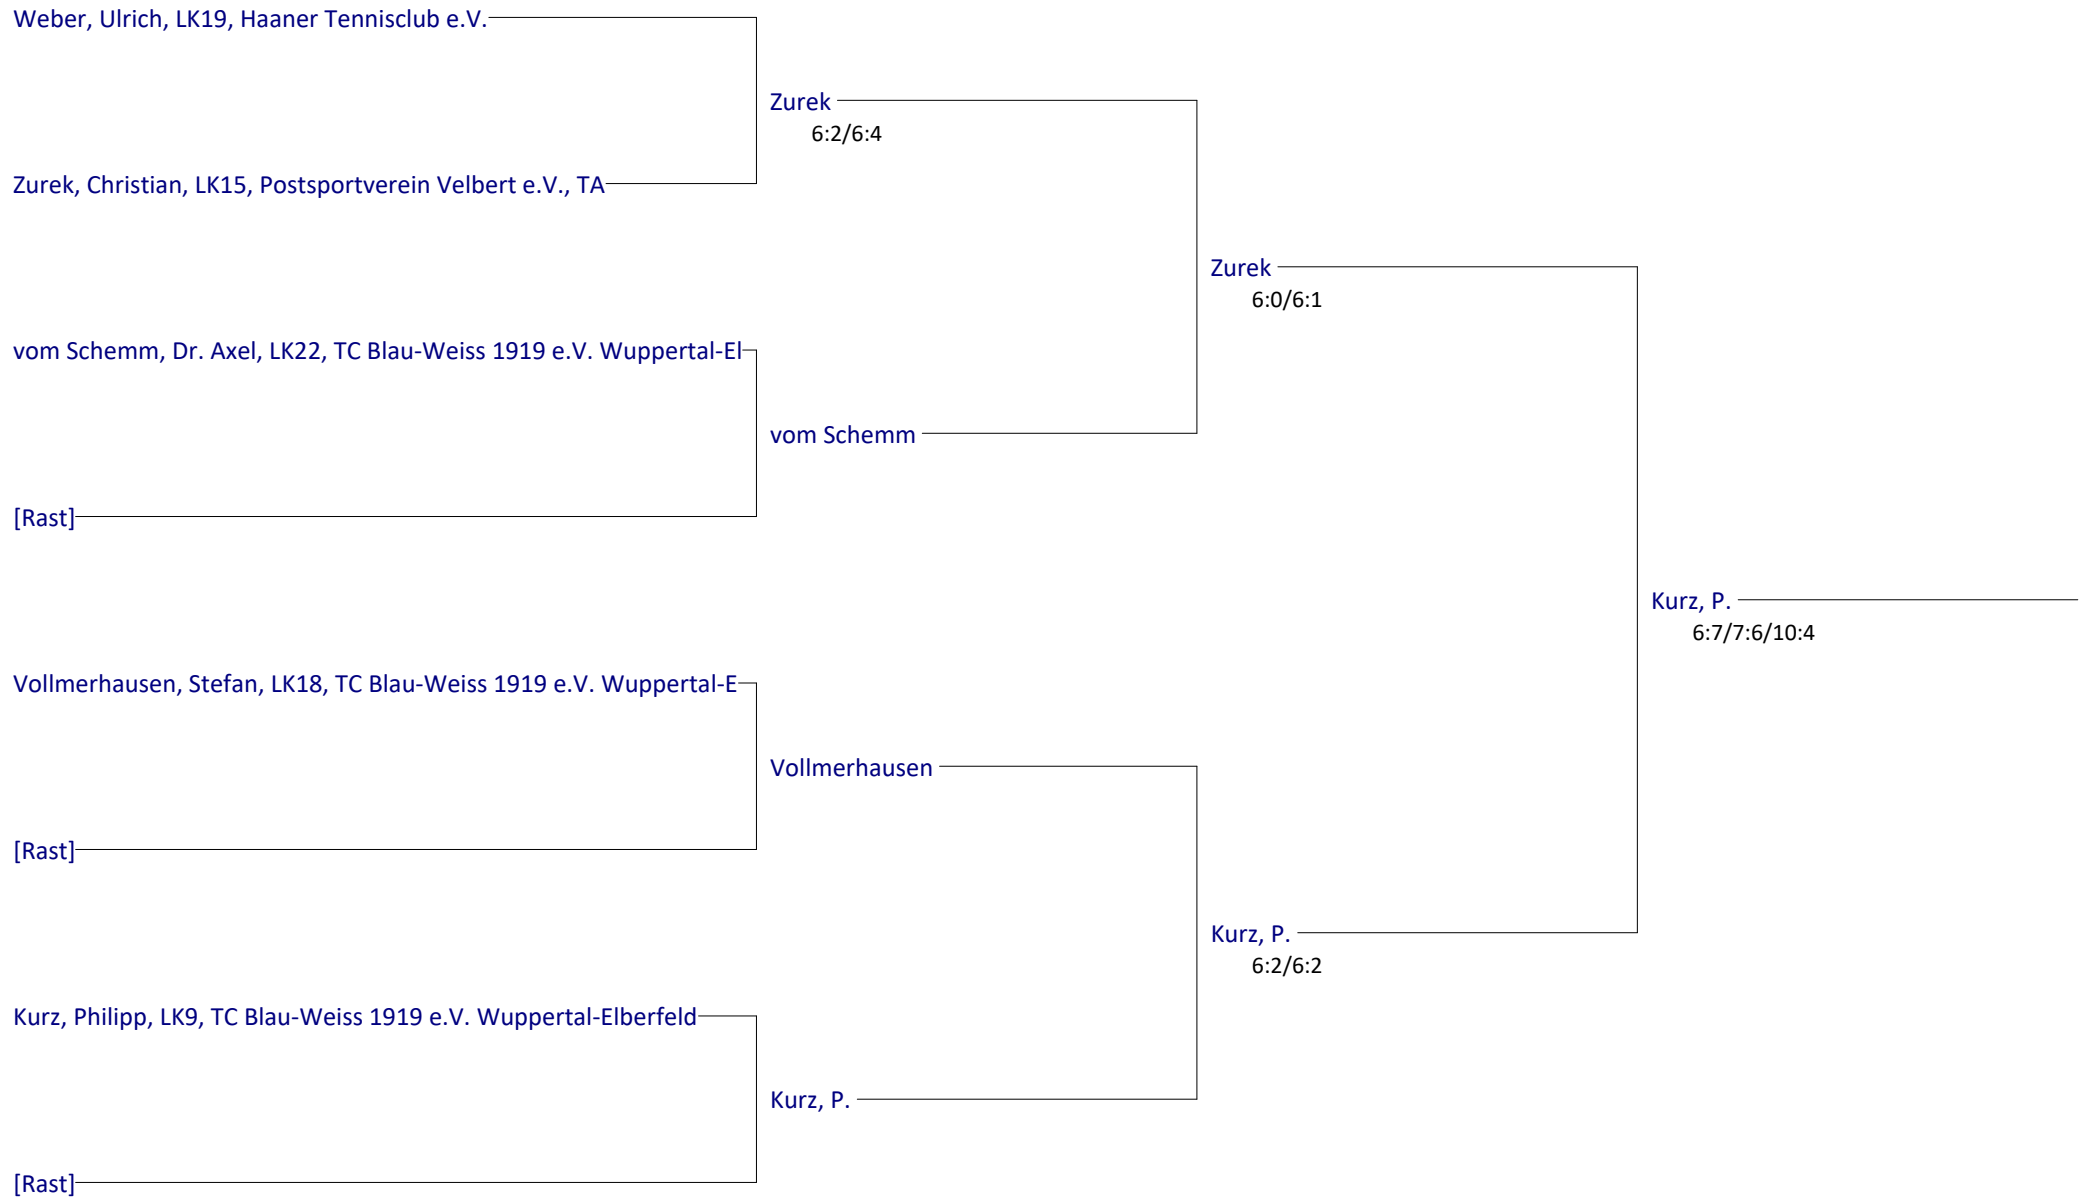 Weber, Ulrich, LK19, Haaner Tennisclub e.V.
Zurek
6:2/6:4
Zurek, Christian, LK15, Postsportverein Velbert e.V., TA
Zurek
6:0/6:1
vom Schemm, Dr. Axel, LK22, TC Blau-Weiss 1919 e.V. Wuppertal-El
vom Schemm
[Rast]
Kurz, P.
6:7/7:6/10:4
Vollmerhausen, Stefan, LK18, TC Blau-Weiss 1919 e.V. Wuppertal-E
Vollmerhausen
[Rast]
Kurz, P.
6:2/6:2
Kurz, Philipp, LK9, TC Blau-Weiss 1919 e.V. Wuppertal-Elberfeld
Kurz, P.
[Rast]